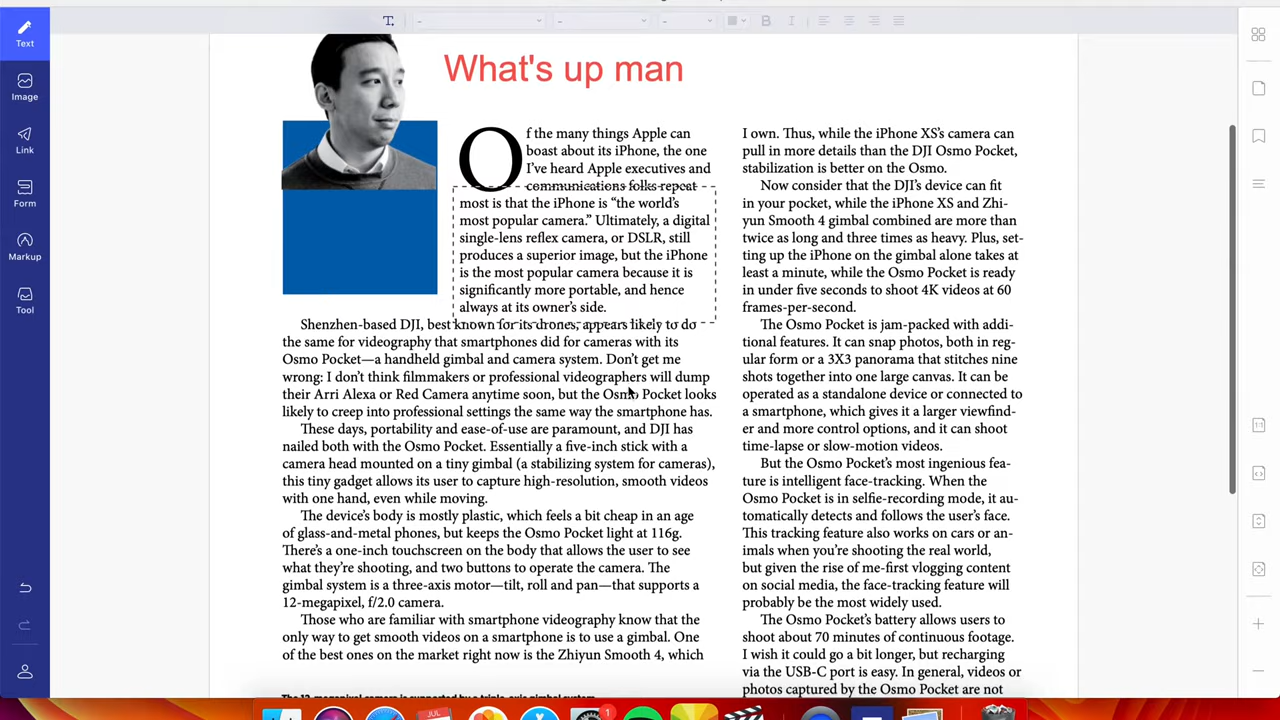 Text
Image
Link
Form
Markup
Tool
What's up man
Of the many things Apple can
boast about its iPhone, the one
I've heard Apple executives and
communications folks repeat
most is that the iPhone is “the world's
most popular camera.” Ultimately, a digital
single-lens reflex camera, or DSLR, still
produces a superior image, but the iPhone
is the most popular camera because it is
significantly more portable, and hence
always at its owner's side.
Shenzhen-based DJI, best known for its drones, appears likely to do
the same for videography that smartphones did for cameras with its
Osmo Pocket—a handheld gimbal and camera system. Don't get me
wrong: I don't think filmmakers or professional videographers will dump
their Arri Alexa or Red Camera anytime soon, but the Osmo Pocket looks
likely to creep into professional settings the same way the smartphone has.
These days, portability and ease-of-use are paramount, and DJI has
nailed both with the Osmo Pocket. Essentially a five-inch stick with a
camera head mounted on a tiny gimbal (a stabilizing system for cameras),
this tiny gadget allows its user to capture high-resolution, smooth videos
with one hand, even while moving.
The device's body is mostly plastic, which feels a bit cheap in an age
of glass-and-metal phones, but keeps the Osmo Pocket light at 116g.
There's a one-inch touchscreen on the body that allows the user to see
what they're shooting, and two buttons to operate the camera. The
gimbal system is a three-axis motor—tilt, roll and pan—that supports a
12-megapixel, f/2.0 camera.
Those who are familiar with smartphone videography know that the
only way to get smooth videos on a smartphone is to use a gimbal. One
of the best ones on the market right now is the Zhiyun Smooth 4, which
The 12-megapixel camera is supported by a triple-axis gimbal system
I own. Thus, while the iPhone XS's camera can
pull in more details than the DJI Osmo Pocket,
stabilization is better on the Osmo.
Now consider that the DJI's device can fit
in your pocket, while the iPhone XS and Zhi-
yun Smooth 4 gimbal combined are more than
twice as long and three times as heavy. Plus, set-
ting up the iPhone on the gimbal alone takes at
least a minute, while the Osmo Pocket is ready
in under five seconds to shoot 4K videos at 60
frames-per-second.
The Osmo Pocket is jam-packed with addi-
tional features. It can snap photos, both in reg-
ular form or a 3X3 panorama that stitches nine
shots together into one large canvas. It can be
operated as a standalone device or connected to
a smartphone, which gives it a larger viewfind-
er and more control options, and it can shoot
time-lapse or slow-motion videos.
But the Osmo Pocket's most ingenious fea-
ture is intelligent face-tracking. When the
Osmo Pocket is in selfie-recording mode, it au-
tomatically detects and follows the user's face.
This tracking feature also works on cars or an-
imals when you're shooting the real world,
but given the rise of me-first vlogging content
on social media, the face-tracking feature will
probably be the most widely used.
The Osmo Pocket's battery allows users to
shoot about 70 minutes of continuous footage.
I wish it could go a bit longer, but recharging
via the USB-C port is easy. In general, videos or
photos captured by the Osmo Pocket are not
JUL
1